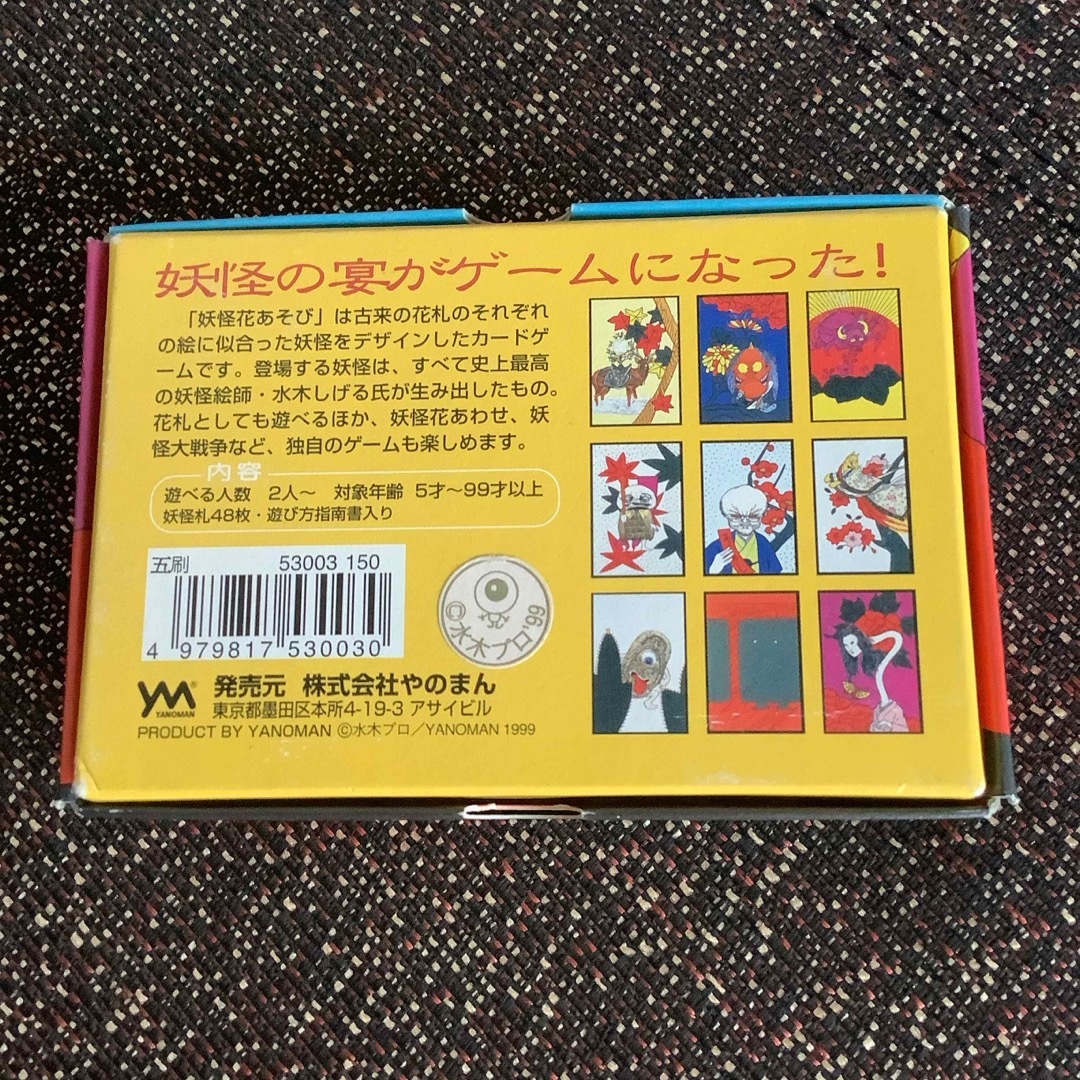 妖怪の宴がゲームになった!
「妖怪花あそび」は古来の花札のそれぞれ
の絵に似合った妖怪をデザインしたカードゲ
ームです。登場する妖怪は、すべて史上最高
の妖怪絵師・水木しげる氏が生み出したもの。
花札としても遊べるほか、妖怪花あわせ、妖
怪大戦争など、独自のゲームも楽しめます。
内容
遊べる人数 2人〜 対象年齢 5才〜99才以上
妖怪札48枚・遊び方指南書入り
五刷 53003 150
4 979817 530030
ロ水木プロ'99
YM® 発売元 株式会社やのまん
YANOMAN 東京都墨田区本所4-19-3 アサイビル
PRODUCT BY YANOMAN ©水木プロ/YANOMAN 1999